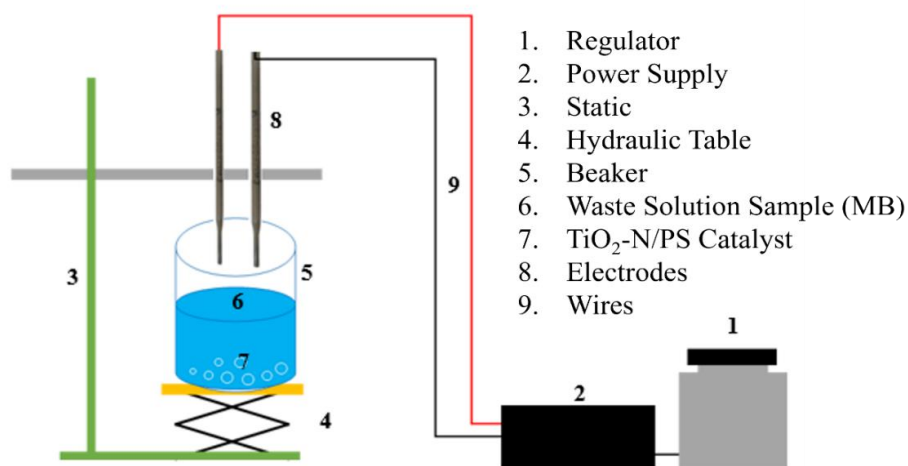 1. Regulator
2. Power Supply
3. Static
4. Hydraulic Table
5. Beaker
6. Waste Solution Sample (MB)
7. TiO₂-N/PS Catalyst
8. Electrodes
9. Wires
8
9
3
5
6
7
4
2
1